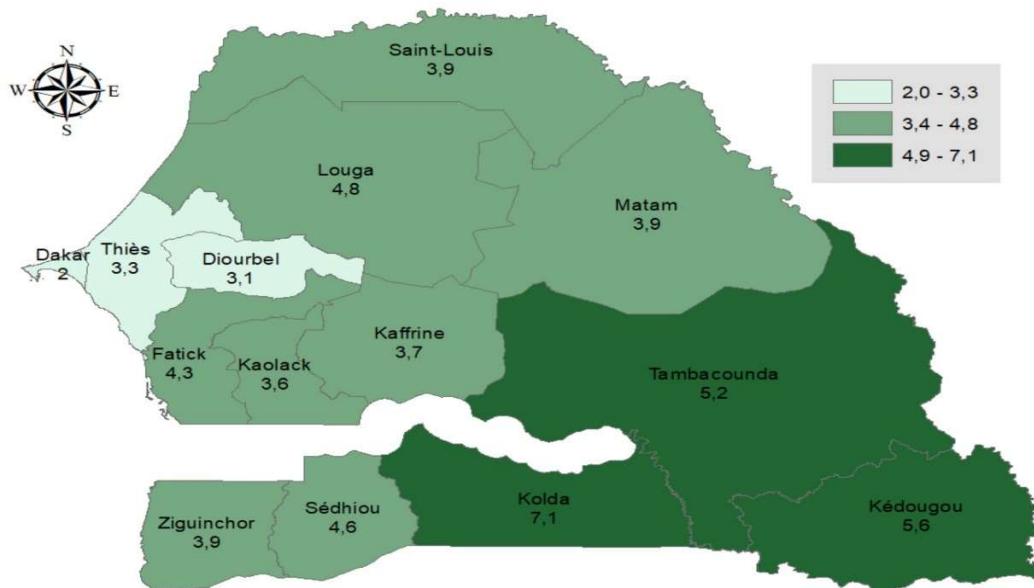 N
W E
S
Saint-Louis
3,9
2,0 - 3,3
3,4 - 4,8
4,9 - 7,1
Louga
4,8
Matam
3,9
Dakar
2
Thiès
3,3
Diourbel
3,1
Fatick
4,3
Kaolack
3,6
Kaffrine
3,7
Tambacounda
5,2
Ziguinchor
3,9
Sédhiou
4,6
Kolda
7,1
Kédougou
5,6